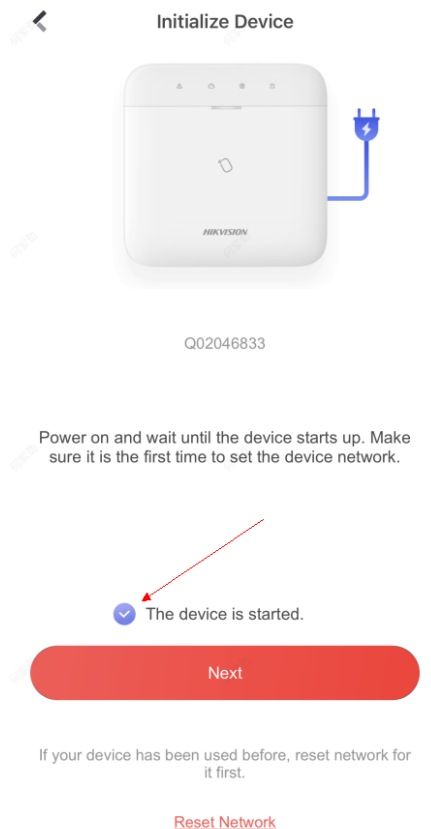 Initialize Device
HIKVISION
Q02046833
Power on and wait until the device starts up. Make
sure it is the first time to set the device network.
The device is started.
Next
If your device has been used before, reset network for
it first.
Reset Network